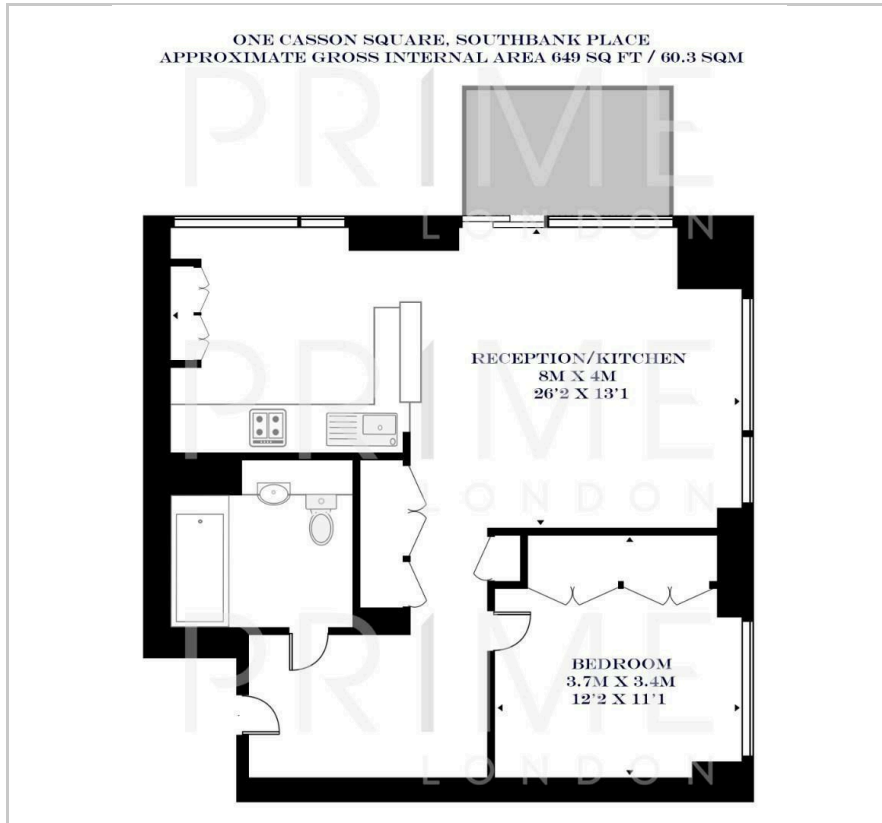 ONE CASSON SQUARE, SOUTHBANK PLACE
APPROXIMATE GROSS INTERNAL AREA 649 SQ FT / 60.3 SQM
PRIME
LONDON
RECEPTION/KITCHEN
8M X 4M
26'2 X 13'1
PRIME
LONDON
BEDROOM
3.7M X 3.4M
12'2 X 11'1
PRIME
LONDON